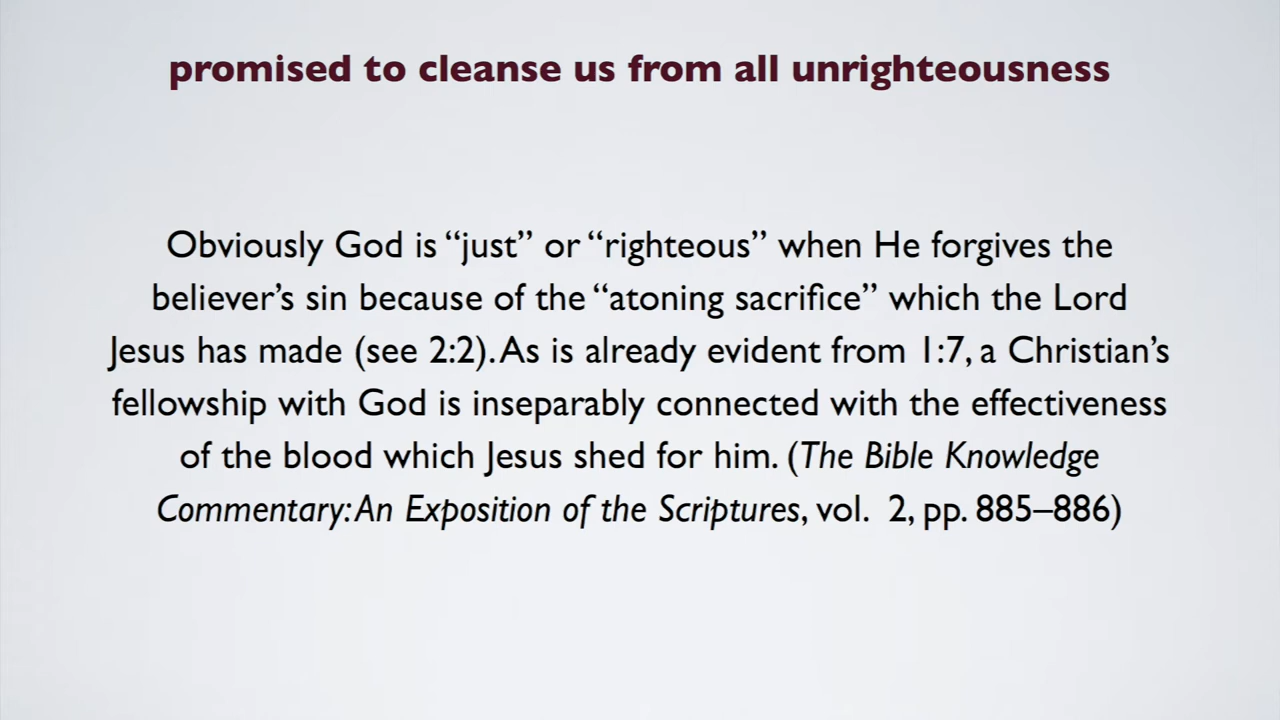 promised to cleanse us from all unrighteousness
Obviously God is “just” or “righteous” when He forgives the
believer’s sin because of the “atoning sacrifice” which the Lord
Jesus has made (see 2:2). As is already evident from 1:7, a Christian’s
fellowship with God is inseparably connected with the effectiveness
of the blood which Jesus shed for him. (The Bible Knowledge
Commentary: An Exposition of the Scriptures, vol.  2, pp. 885–886)